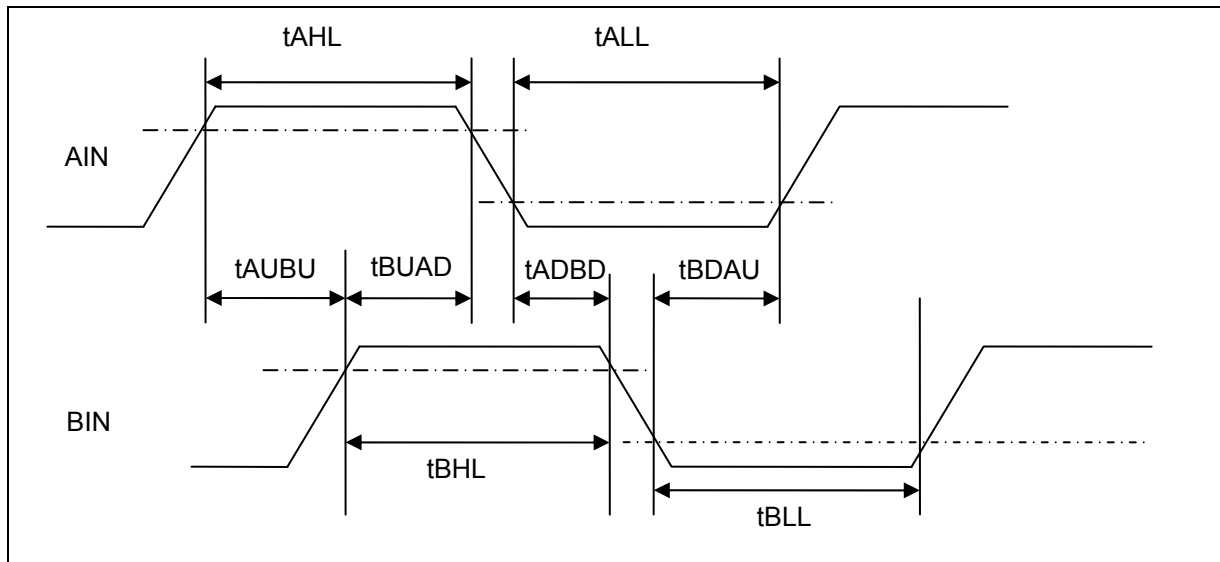 tAHL
tALL
AIN
tAUBU
tBUAD
tADBD
tBDAU
BIN
tBHL
tBLL